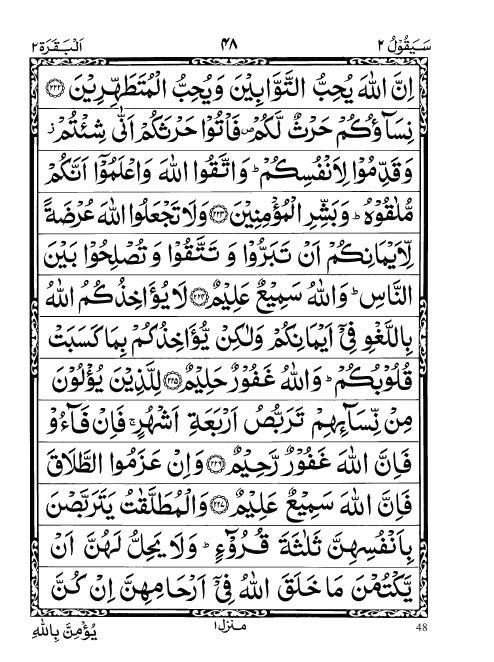 سَيَقُوْلُ ٢ ٤٨ اَلْبَقَرَة ٢
اِنَّ اللّٰهَ يُحِبُّ التَّوَّابِيْنَ وَيُحِبُّ الْمُتَطَهِّرِيْنَ ﴿٢٢٢﴾
نِسَآؤُكُمْ حَرْثٌ لَّكُمْ ۪ فَاْتُوْا حَرْثَكُمْ اَنّٰى شِئْتُمْ ؗ
وَقَدِّمُوْا لِاَنْفُسِكُمْ ؕ وَاتَّقُوا اللّٰهَ وَاعْلَمُوْٓا اَنَّكُمْ
مُّلٰقُوْهُ ؕ وَبَشِّرِ الْمُؤْمِنِيْنَ ﴿٢٢٣﴾ وَلَا تَجْعَلُوا اللّٰهَ عُرْضَةً
لِّاَيْمَانِكُمْ اَنْ تَبَرُّوْا وَ تَتَّقُوْا وَ تُصْلِحُوْا بَيْنَ
النَّاسِ ؕ وَاللّٰهُ سَمِيْعٌ عَلِيْمٌ ﴿٢٢٤﴾ لَا يُؤَاخِذُكُمُ اللّٰهُ
بِاللَّغْوِ فِيْٓ اَيْمَانِكُمْ وَلٰكِنْ يُّؤَاخِذُكُمْ بِمَا كَسَبَتْ
قُلُوْبُكُمْ ؕ وَاللّٰهُ غَفُوْرٌ حَلِيْمٌ ﴿٢٢٥﴾ لِلَّذِيْنَ يُؤْلُوْنَ
مِنْ نِّسَآئِهِمْ تَرَبُّصُ اَرْبَعَةِ اَشْهُرٍ ۚ فَاِنْ فَآءُوْ
فَاِنَّ اللّٰهَ غَفُوْرٌ رَّحِيْمٌ ﴿٢٢٦﴾ وَاِنْ عَزَمُوا الطَّلَاقَ
فَاِنَّ اللّٰهَ سَمِيْعٌ عَلِيْمٌ ﴿٢٢٧﴾ وَالْمُطَلَّقٰتُ يَتَرَبَّصْنَ
بِاَنْفُسِهِنَّ ثَلٰثَةَ قُرُوْٓءٍ ؕ وَلَا يَحِلُّ لَهُنَّ اَنْ
يَّكْتُمْنَ مَا خَلَقَ اللّٰهُ فِيْٓ اَرْحَامِهِنَّ اِنْ كُنَّ
48 منزل ١ يُؤْمِنَّ بِاللّٰهِ